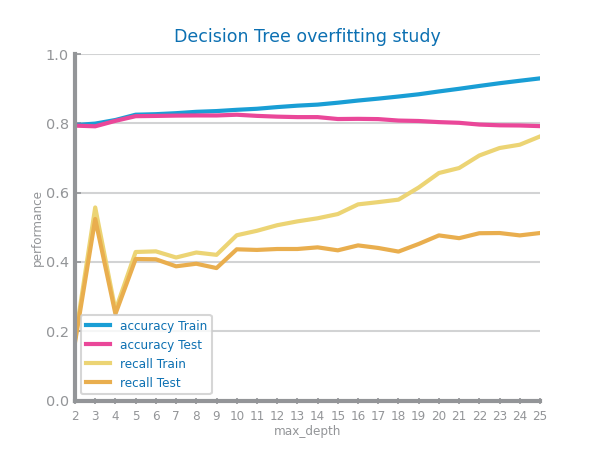 Decision Tree overfitting study
1.0
0.8
0.6
0.4
0.2
0.0
performance
accuracy Train
accuracy Test
recall Train
recall Test
2 3 4 5 6 7 8 9 10 11 12 13 14 15 16 17 18 19 20 21 22 23 24 25
max_depth